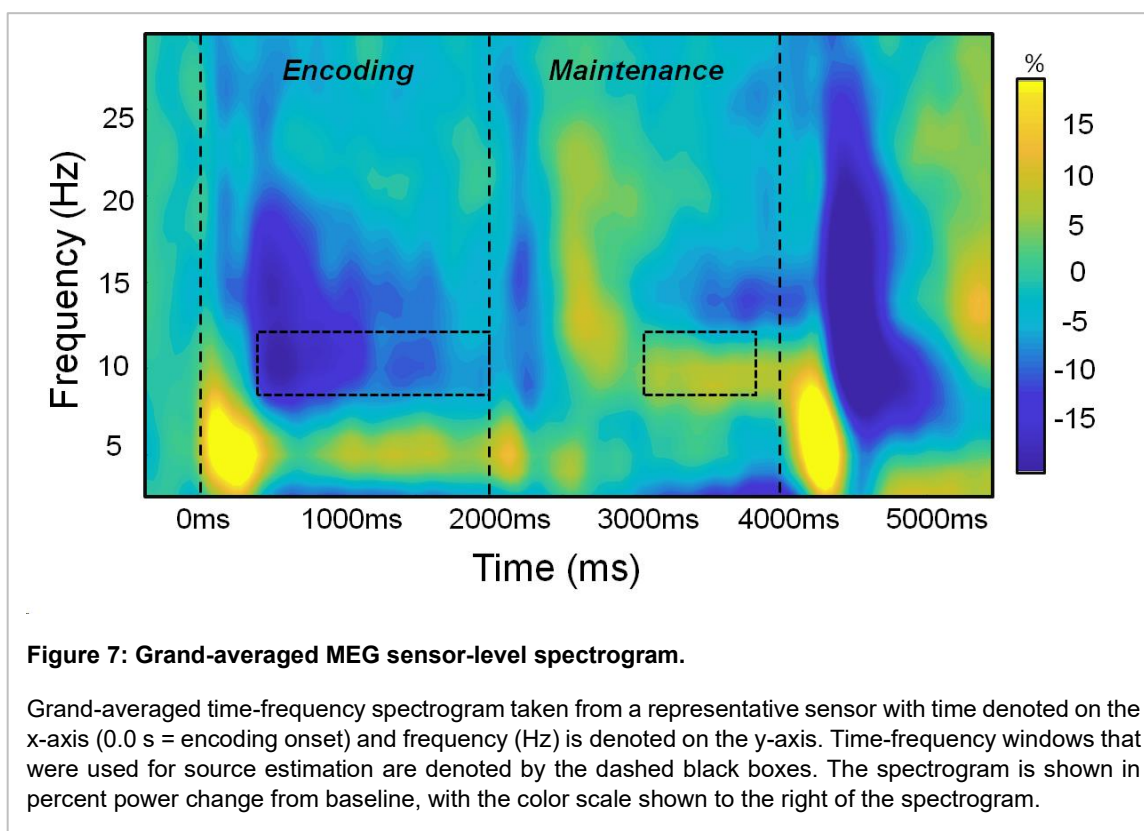 Encoding
Maintenance
%
25
20
15
10
5
Frequency (Hz)
15
10
5
0
-5
-10
-15
0ms 1000ms 2000ms 3000ms 4000ms 5000ms
Time (ms)
Figure 7: Grand-averaged MEG sensor-level spectrogram.
Grand-averaged time-frequency spectrogram taken from a representative sensor with time denoted on the
x-axis (0.0 s = encoding onset) and frequency (Hz) is denoted on the y-axis. Time-frequency windows that
were used for source estimation are denoted by the dashed black boxes. The spectrogram is shown in
percent power change from baseline, with the color scale shown to the right of the spectrogram.